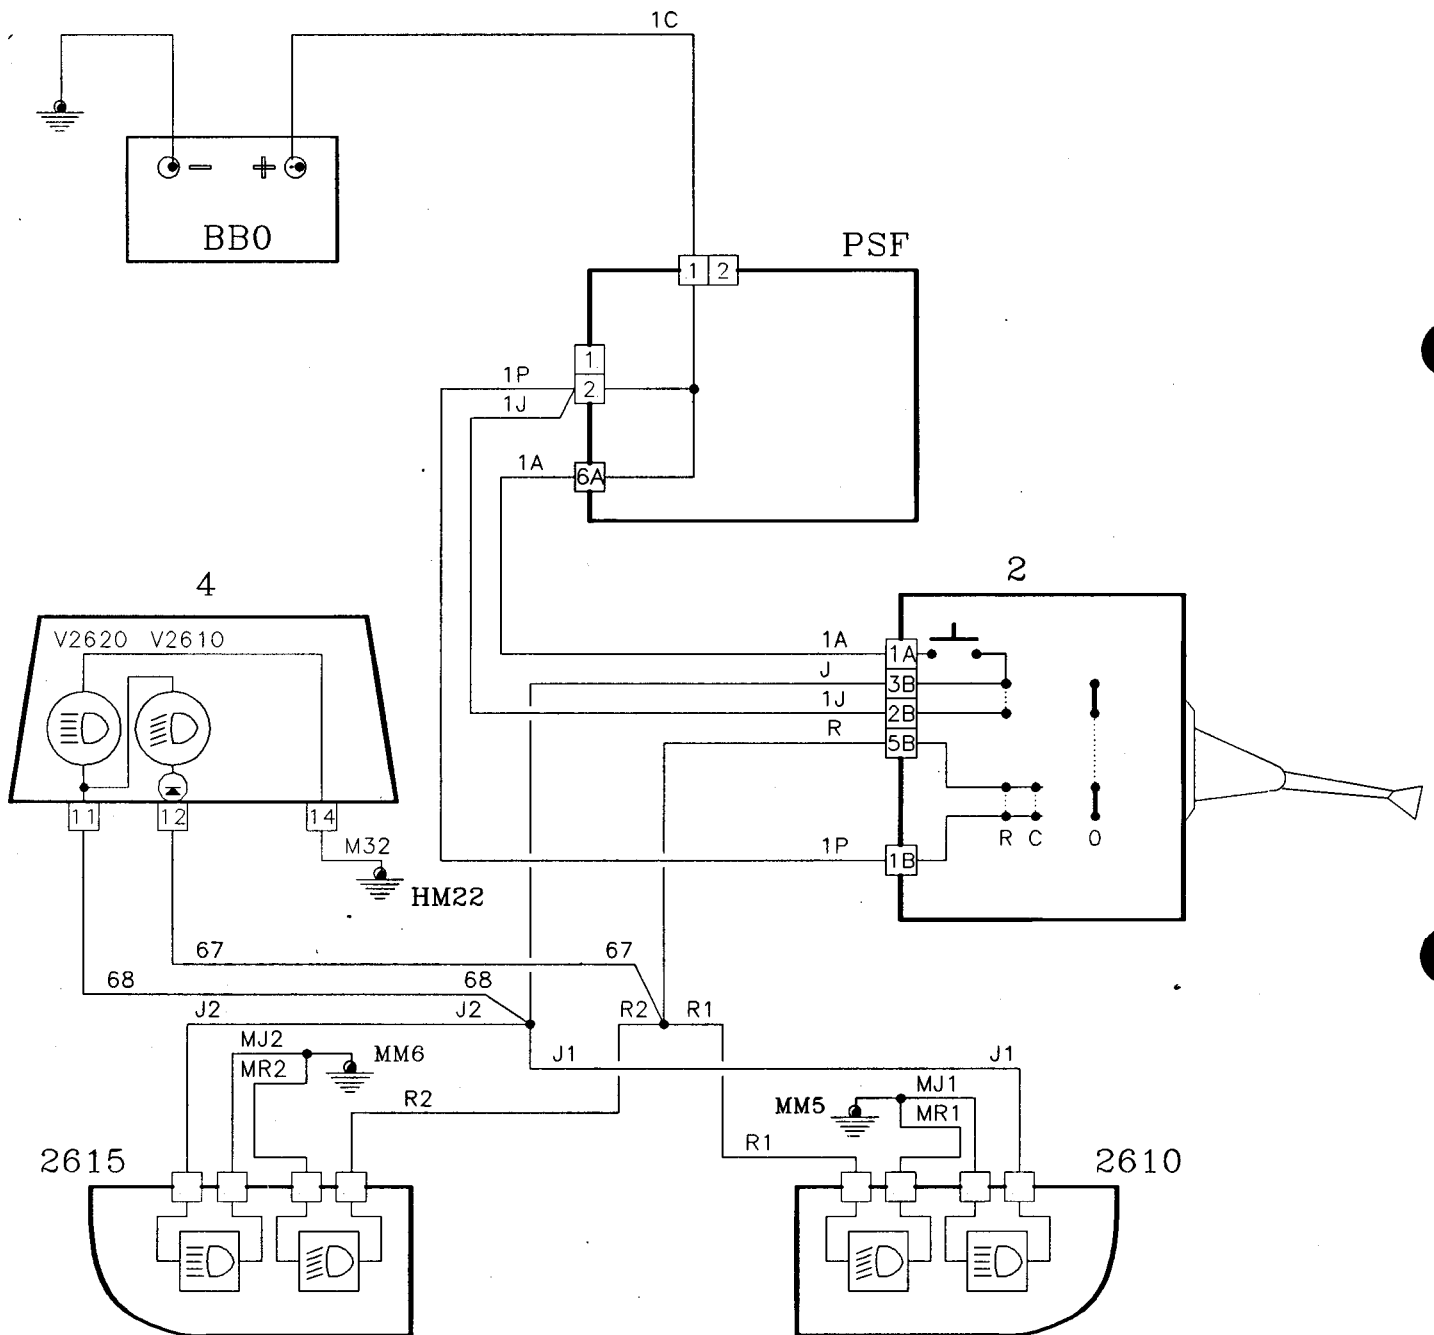 1C
− +
BB0
PSF
1 2
1
1P 2
1J
1A 6A
4
2
V2620 V2610
1A 1A
J 3B
1J 2B
R 5B
11 12 14
M32
R C 0
1P 1B
HM22
67 67
68 68
J2 J2 R2 R1
MJ2 MM6 J1 J1
MR2
MJ1
R2 MM5 MR1
R1
2615 2610